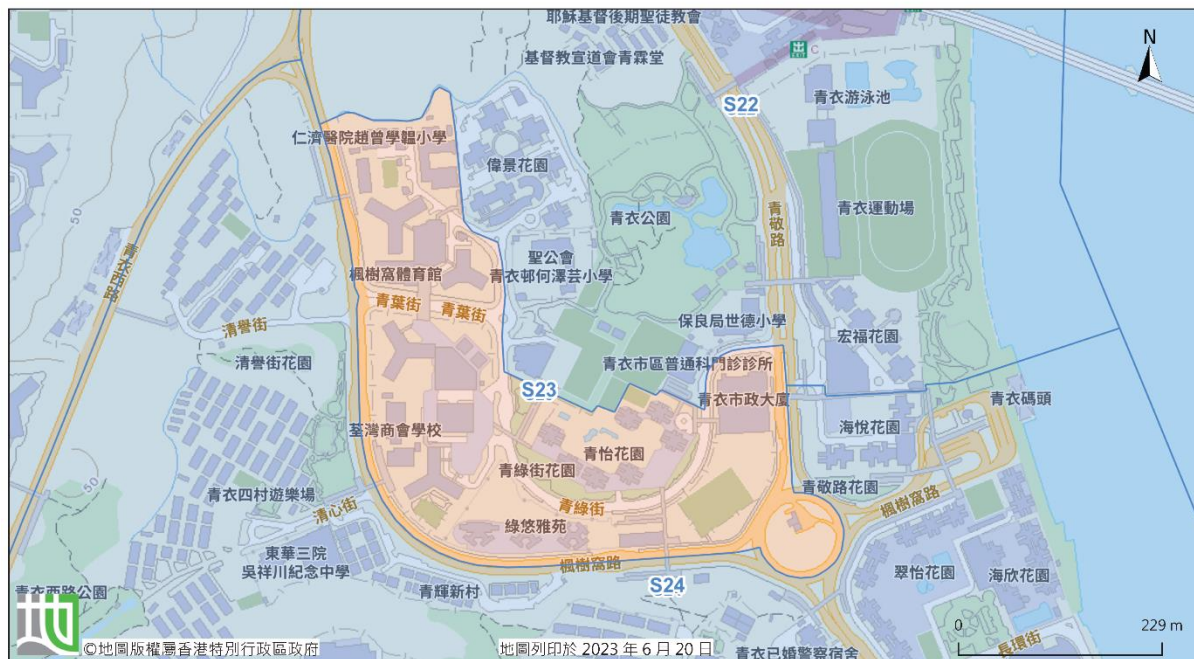 耶穌基督後期聖徒教會
基督教宣道會青霖堂
C
N
S22
青衣游泳池
仁濟醫院趙曾學韞小學
偉景花園
青衣公園
青敬路
青衣運動場
50
青衣西路
聖公會
青衣邨何澤芸小學
楓樹窩體育館
青葉街
青葉街
清譽街
保良局世德小學
宏福花園
清譽街花園
青衣市區普通科門診診所
S23
青衣市政大廈
青衣碼頭
荃灣商會學校
海悅花園
青怡花園
青綠街花園
50
青敬路花園
楓樹窩路
青衣四村遊樂場
清心街
青綠街
綠悠雅苑
東華三院
吳祥川紀念中學
楓樹窩路
S24
翠怡花園
海欣花園
青輝新村
青衣西路公園
長環街
0
229 m
©地圖版權屬香港特別行政區政府
地圖列印於 2023 年 6 月 20 日
青衣已婚警察宿舍